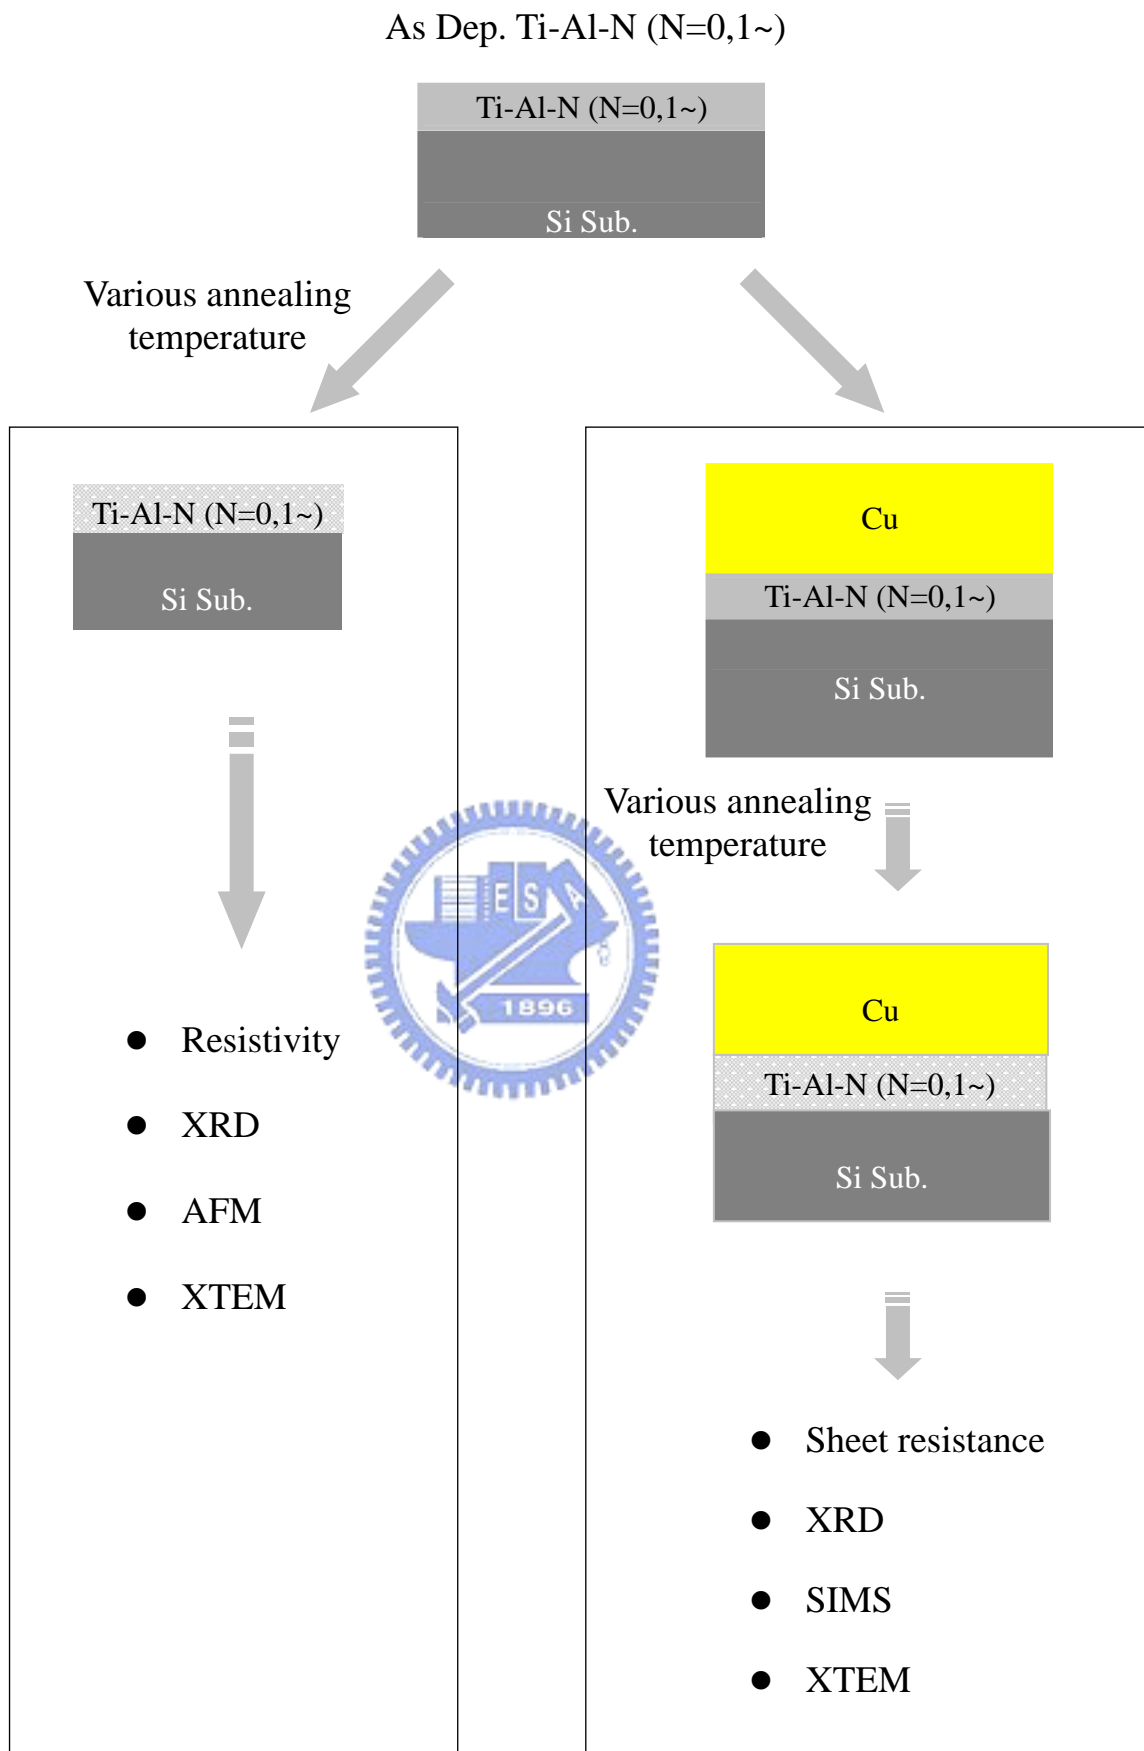 As Dep. Ti-Al-N (N=0,1~)
Ti-Al-N (N=0,1~)
Si Sub.
Various annealing
temperature
Ti-Al-N (N=0,1~)
Si Sub.
Resistivity
XRD
AFM
XTEM
Cu
Ti-Al-N (N=0,1~)
Si Sub.
Various annealing
temperature
Cu
Ti-Al-N (N=0,1~)
Si Sub.
Sheet resistance
XRD
SIMS
XTEM
E S A
1896